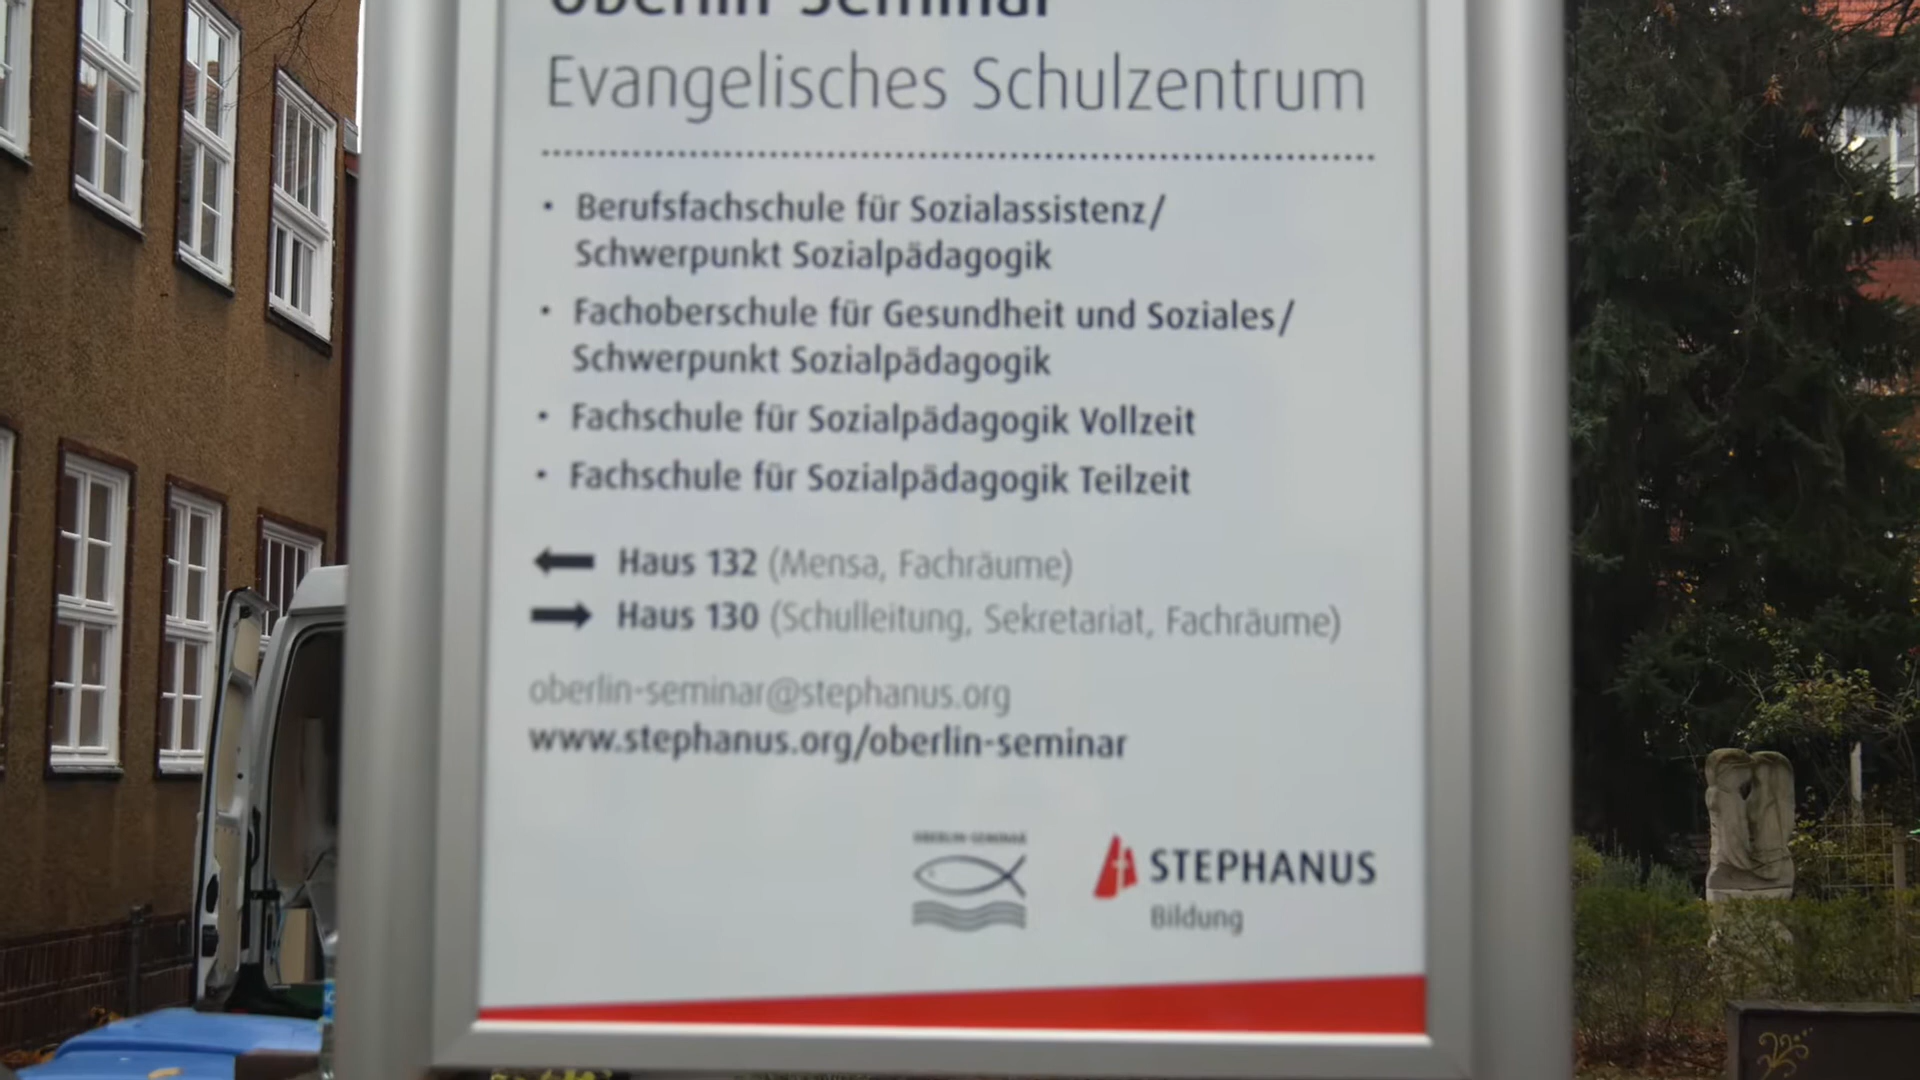 Oberlin-Seminar
Evangelisches Schulzentrum
• Berufsfachschule für Sozialassistenz/
Schwerpunkt Sozialpädagogik
• Fachoberschule für Gesundheit und Soziales/
Schwerpunkt Sozialpädagogik
• Fachschule für Sozialpädagogik Vollzeit
• Fachschule für Sozialpädagogik Teilzeit
← Haus 132 (Mensa, Fachräume)
→ Haus 130 (Schulleitung, Sekretariat, Fachräume)
oberlin-seminar@stephanus.org
www.stephanus.org/oberlin-seminar
OBERLIN-SEMINAR
STEPHANUS
Bildung